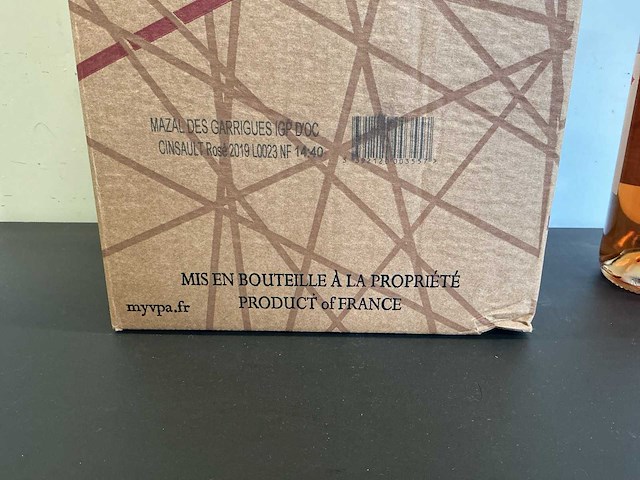 MAZAL DES GARRIGUES IGP D'OC
CINSAULT Rosé 2019 L0023 NF 14:40
MIS EN BOUTEILLE À LA PROPRIÉTÉ
myvpa.fr
PRODUCT of FRANCE